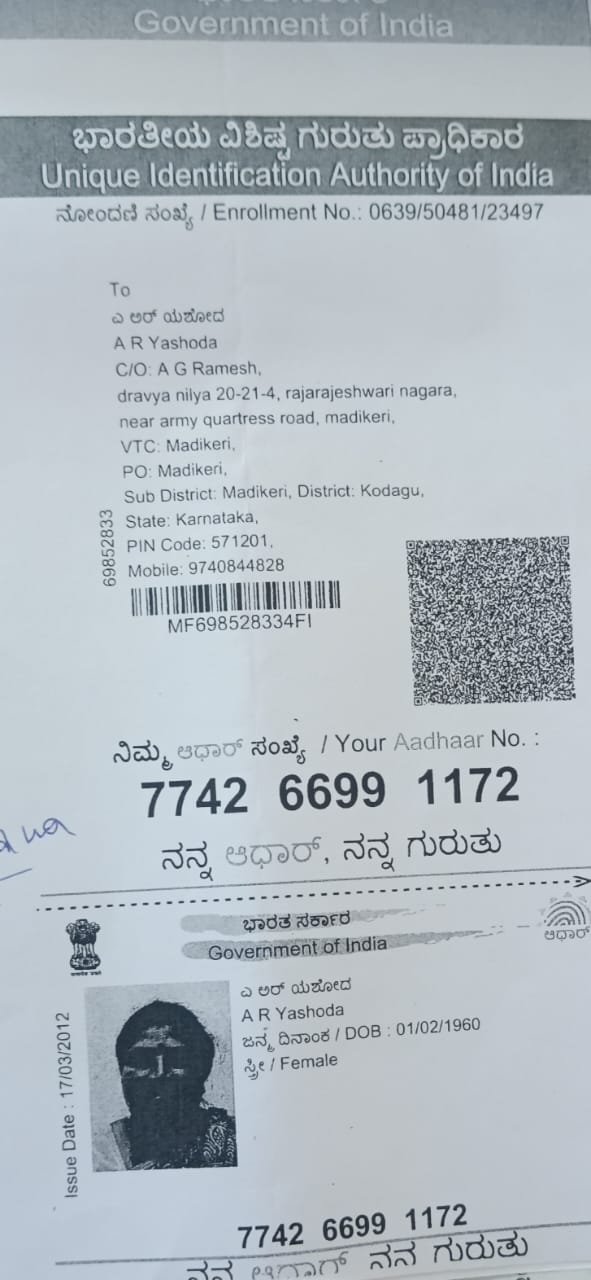 Government of India
ಭಾರತೀಯ ವಿಶಿಷ್ಟ ಗುರುತು ಪ್ರಾಧಿಕಾರ
Unique Identification Authority of India
ನೋಂದಣಿ ಸಂಖ್ಯೆ / Enrollment No.: 0639/50481/23497
To
ಎ ಆರ್ ಯಶೋದ
A R Yashoda
C/O: A G Ramesh,
dravya nilya 20-21-4, rajarajeshwari nagara,
near army quartress road, madikeri,
VTC: Madikeri,
PO: Madikeri,
Sub District: Madikeri, District: Kodagu,
State: Karnataka,
PIN Code: 571201,
Mobile: 9740844828
69852833
MF698528334FI
ನಿಮ್ಮ ಆಧಾರ್ ಸಂಖ್ಯೆ / Your Aadhaar No. :
7742 6699 1172
ನನ್ನ ಆಧಾರ್, ನನ್ನ ಗುರುತು
ಭಾರತ ಸರ್ಕಾರ
Government of India
ಆಧಾರ್
ಎ ಆರ್ ಯಶೋದ
A R Yashoda
ಜನ್ಮ ದಿನಾಂಕ / DOB : 01/02/1960
ಸ್ತ್ರೀ / Female
Issue Date : 17/03/2012
7742 6699 1172
ನನ್ನ ಆಧಾರ್ ನನ್ನ ಗುರುತು